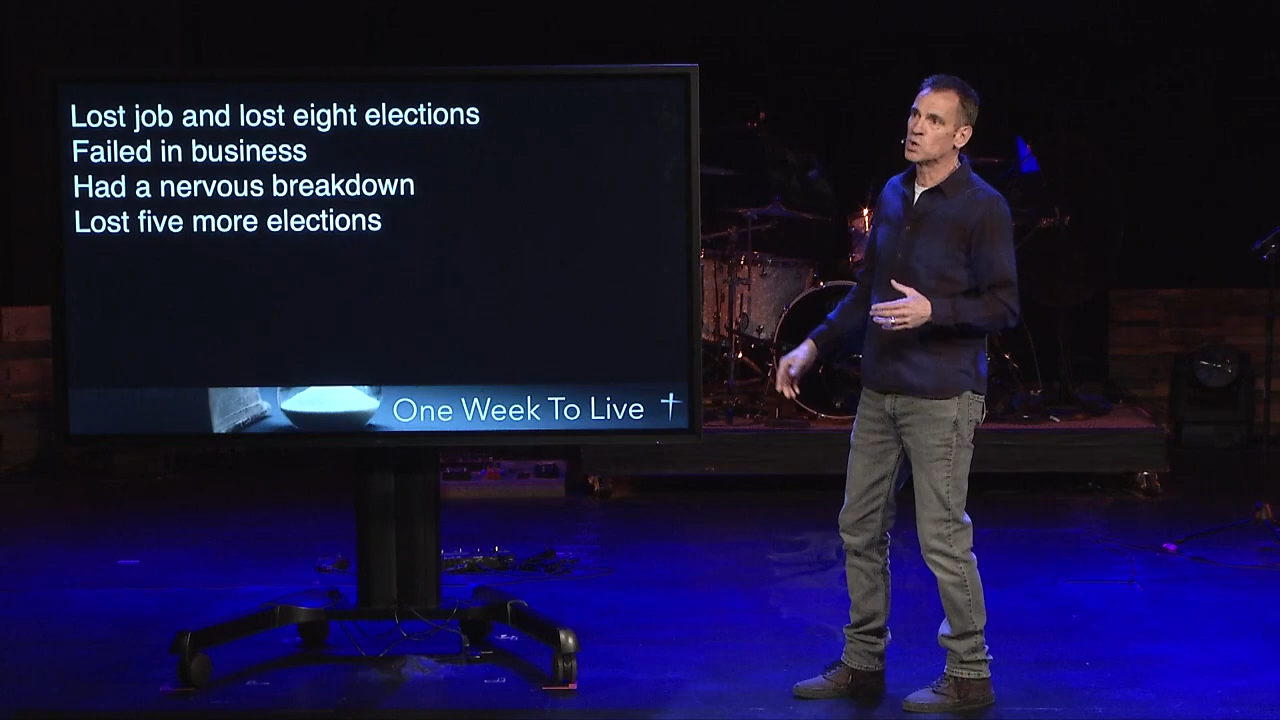 Lost job and lost eight elections
Failed in business
Had a nervous breakdown
Lost five more elections
One Week To Live